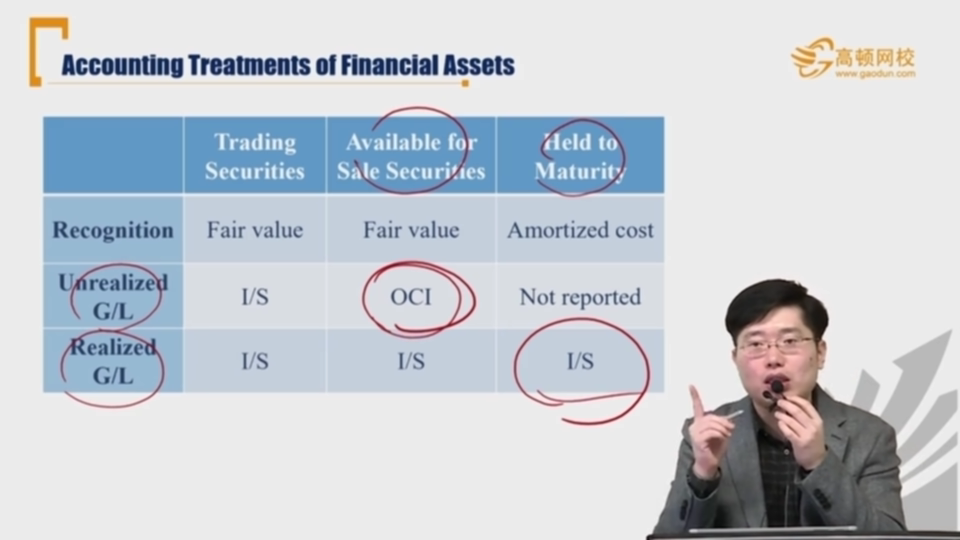 Accounting Treatments of Financial Assets
高顿网校
www.gaodun.com
Trading Securities
Available for Sale Securities
Held to Maturity
Recognition
Fair value
Fair value
Amortized cost
Unrealized G/L
I/S
OCI
Not reported
Realized G/L
I/S
I/S
I/S